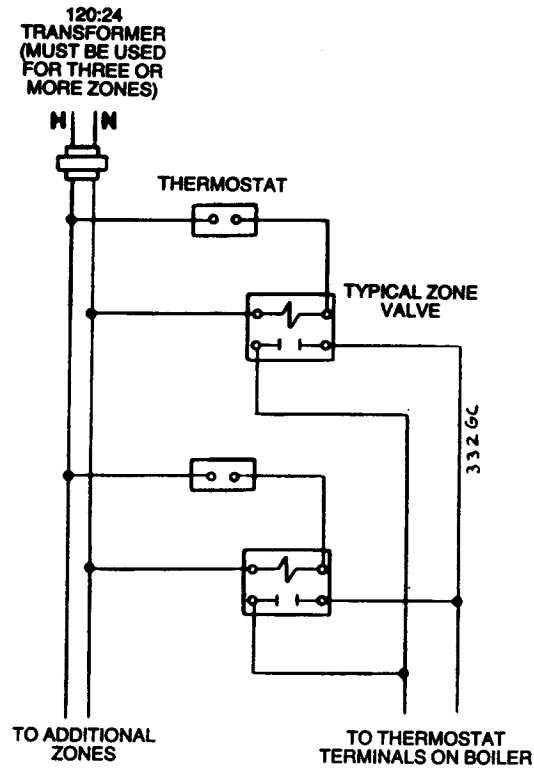 120:24
TRANSFORMER
(MUST BE USED
FOR THREE OR
MORE ZONES)
H N
THERMOSTAT
TYPICAL ZONE
VALVE
332GC
TO ADDITIONAL
ZONES
TO THERMOSTAT
TERMINALS ON BOILER